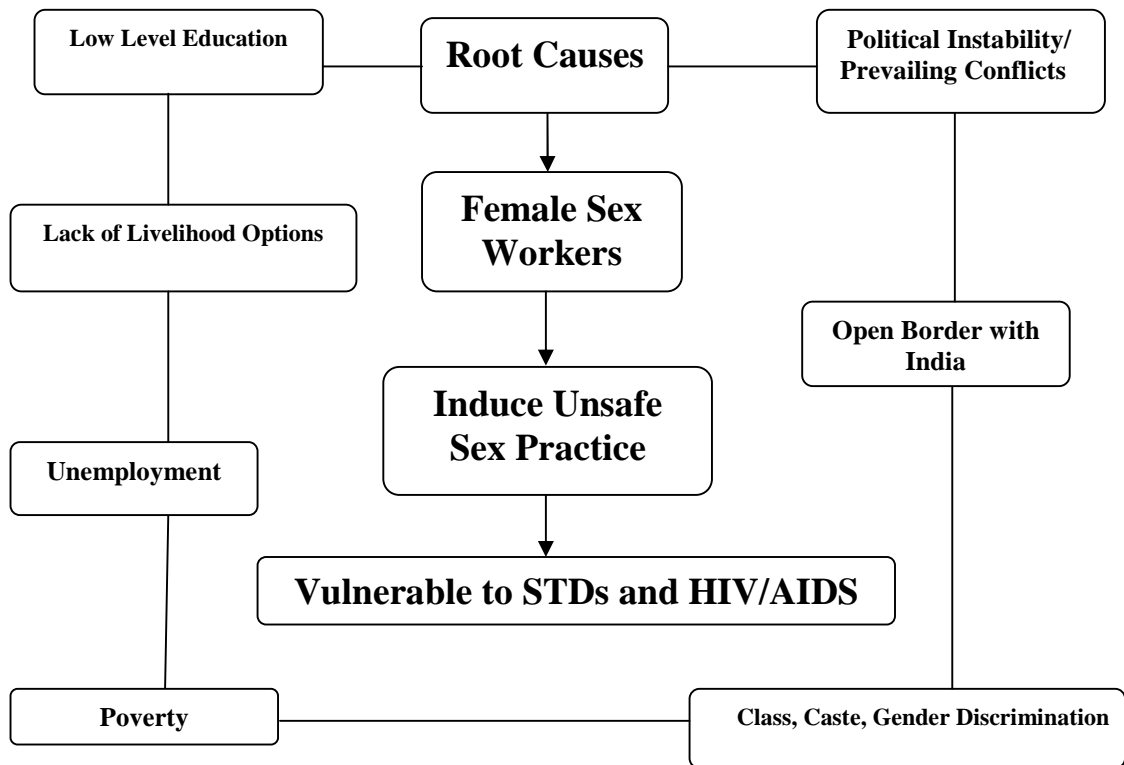 Low Level Education
Root Causes
Political Instability/
Prevailing Conflicts
Female Sex
Workers
Lack of Livelihood Options
Open Border with
India
Induce Unsafe
Sex Practice
Unemployment
Vulnerable to STDs and HIV/AIDS
Poverty
Class, Caste, Gender Discrimination